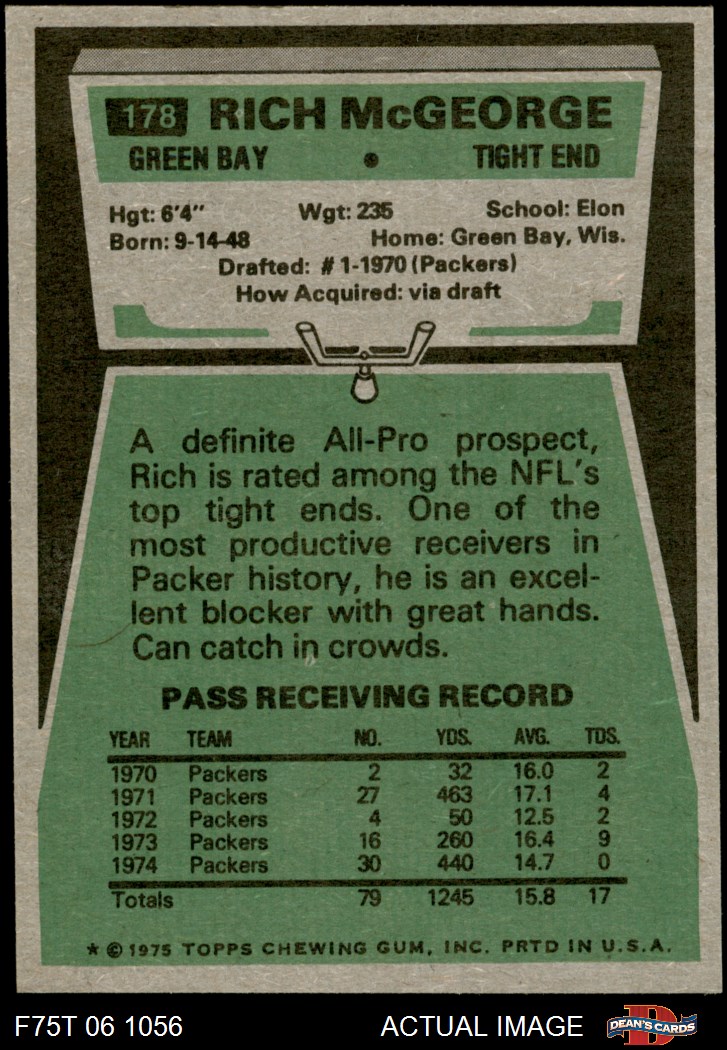 178 RICH McGEORGE
GREEN BAY • TIGHT END
Hgt: 6'4" Wgt: 235 School: Elon
Born: 9-14-48 Home: Green Bay, Wis.
Drafted: #1-1970 (Packers)
How Acquired: via draft
A definite All-Pro prospect,
Rich is rated among the NFL's
top tight ends. One of the
most productive receivers in
Packer history, he is an excel-
lent blocker with great hands.
Can catch in crowds.
PASS RECEIVING RECORD
YEAR TEAM NO. YDS. AVG. TDS.
1970 Packers 2 32 16.0 2
1971 Packers 27 463 17.1 4
1972 Packers 4 50 12.5 2
1973 Packers 16 260 16.4 9
1974 Packers 30 440 14.7 0
Totals 79 1245 15.8 17
* © 1975 TOPPS CHEWING GUM, INC. PRTD IN U.S.A.
F75T 06 1056 ACTUAL IMAGE DEAN'S CARDS